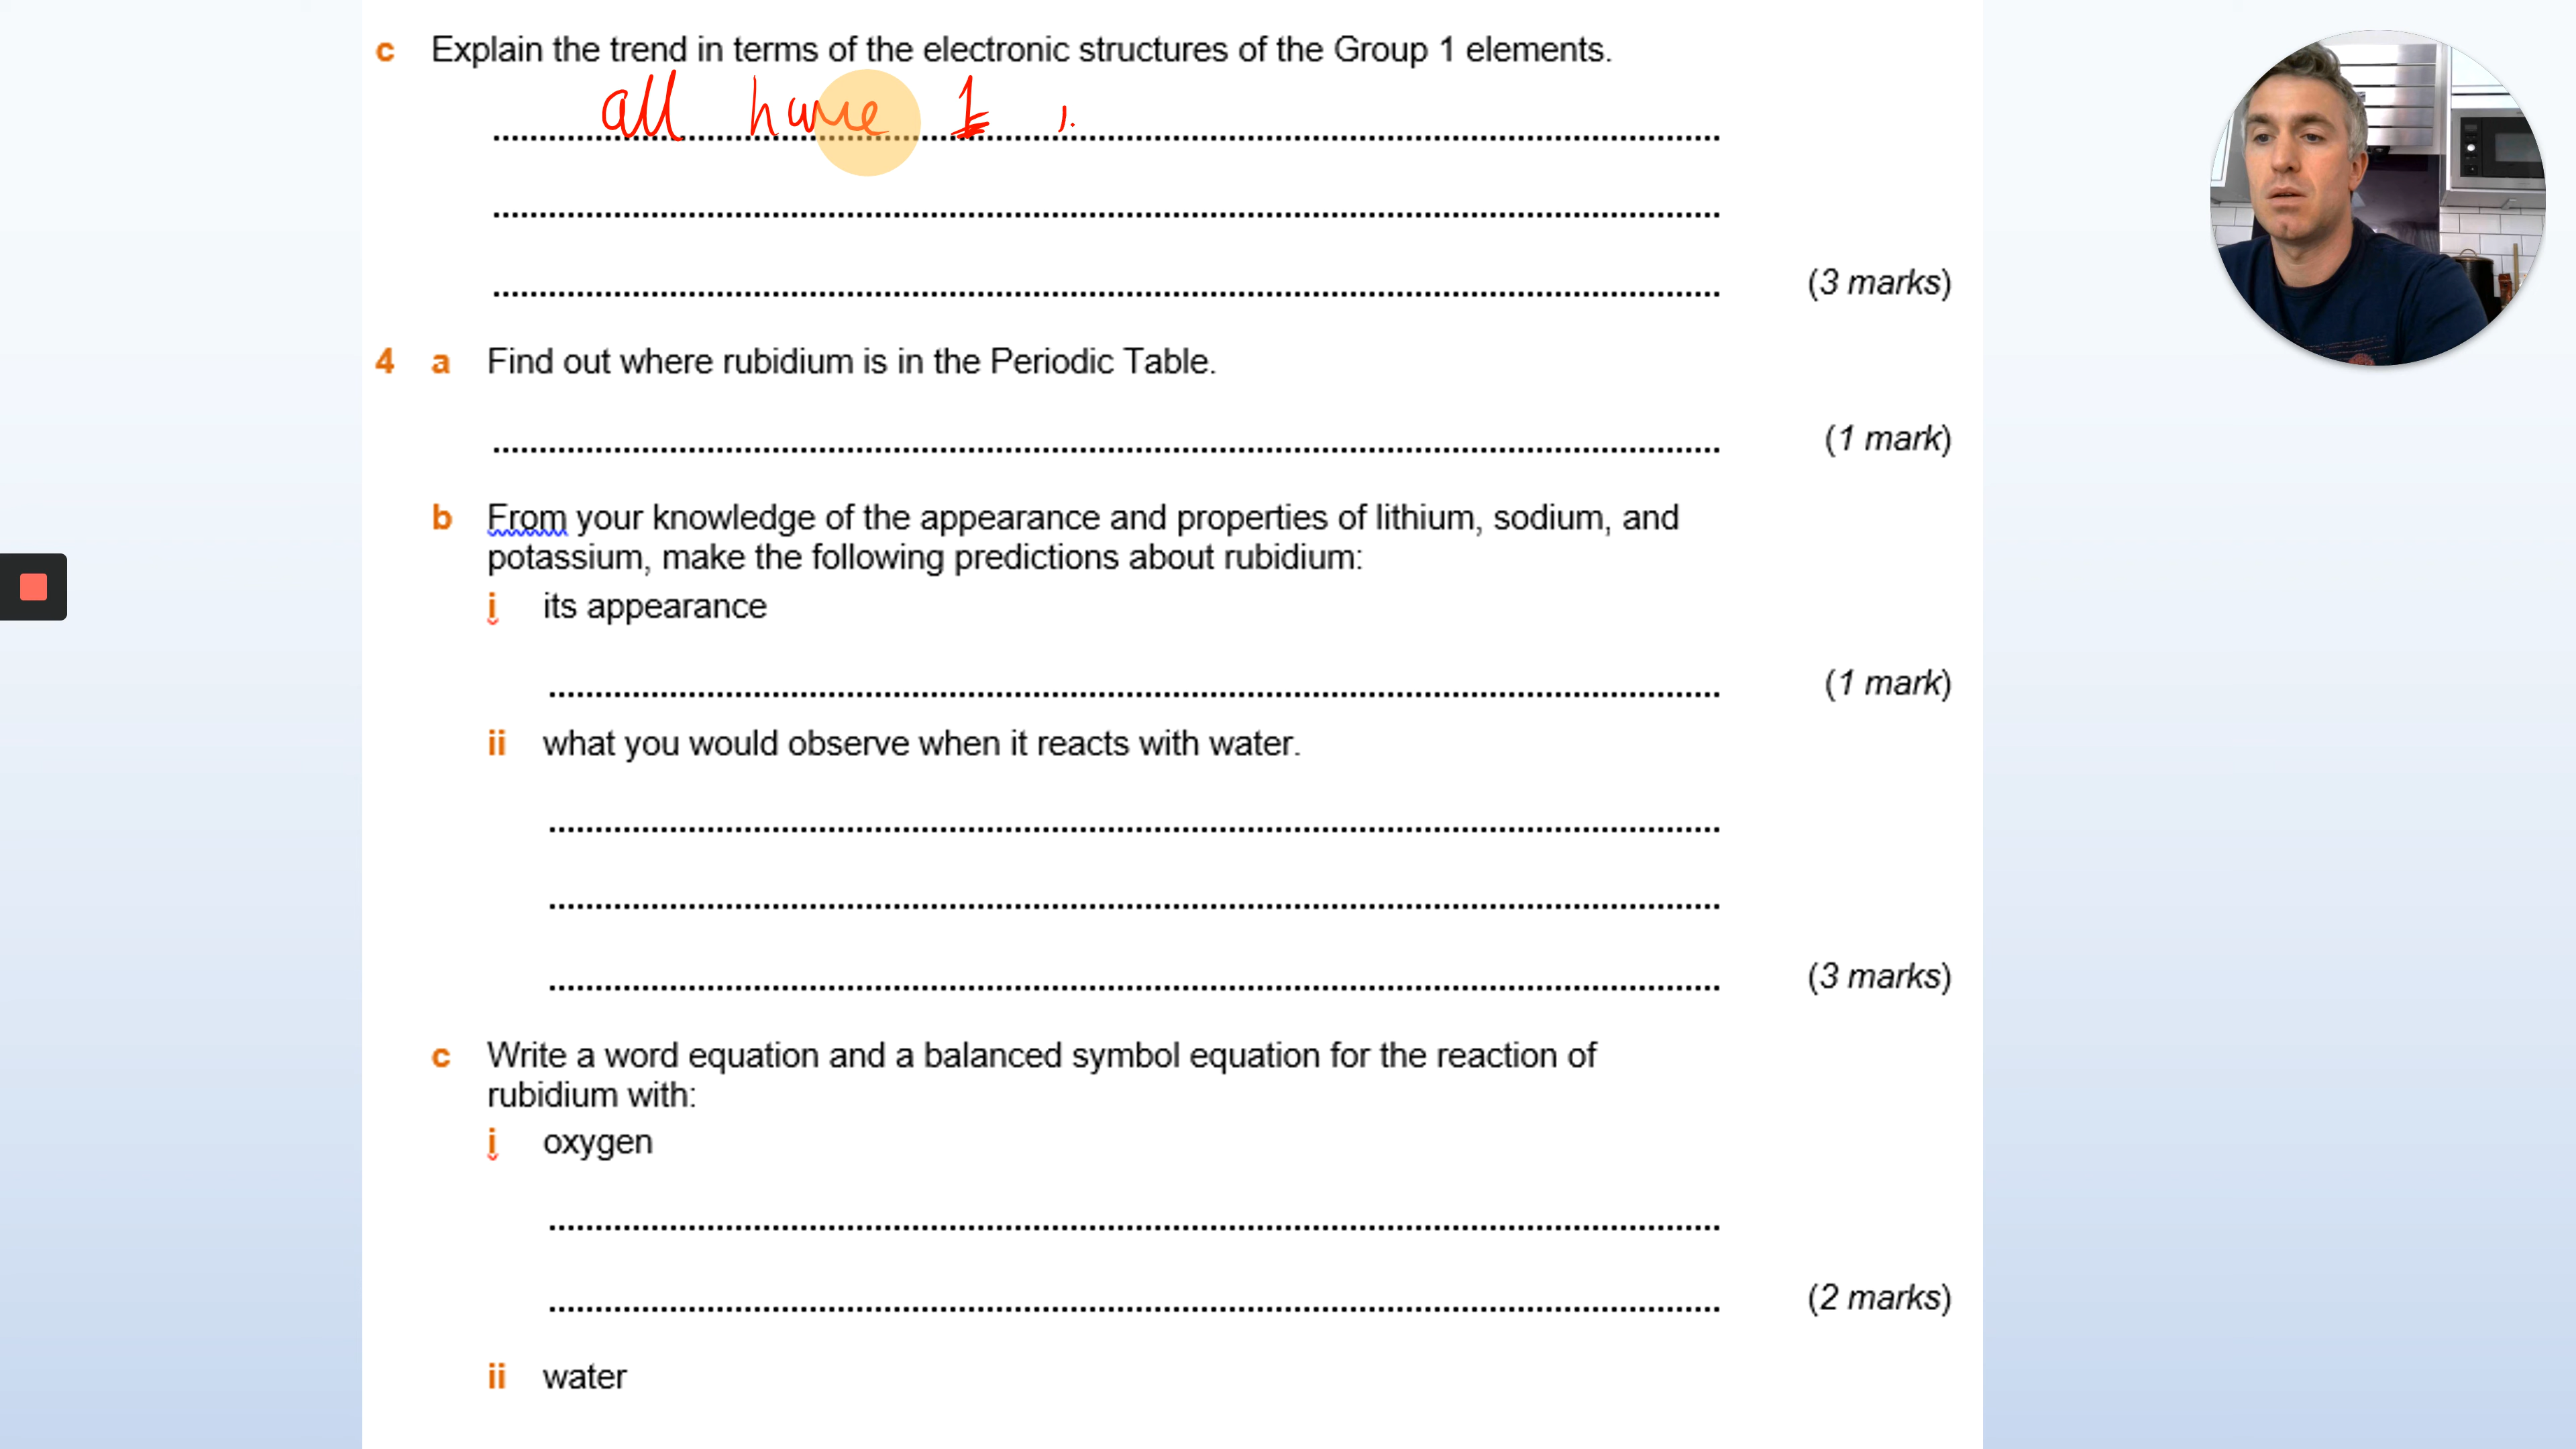 c Explain the trend in terms of the electronic structures of the Group 1 elements.
all have 1
(3 marks)
4 a Find out where rubidium is in the Periodic Table.
(1 mark)
b From your knowledge of the appearance and properties of lithium, sodium, and
potassium, make the following predictions about rubidium:
i its appearance
(1 mark)
ii what you would observe when it reacts with water.
(3 marks)
c Write a word equation and a balanced symbol equation for the reaction of
rubidium with:
i oxygen
(2 marks)
ii water